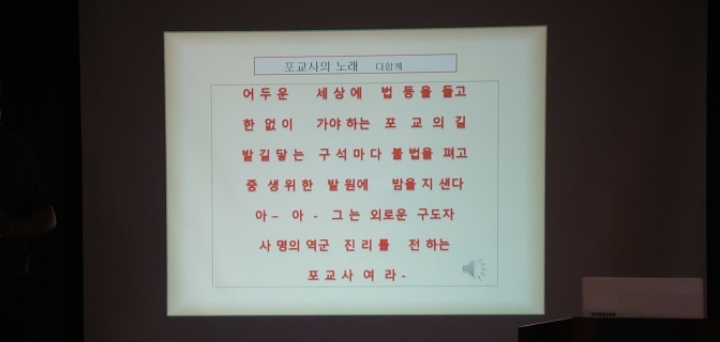 포교사의 노래 다함께
어두운 세상에 법 등을 들고
한 없이 가야하는 포 교 의 길
발길닿는 구석마다 불법을 펴고
중 생위한 발원에 밤을 지샌다
아– 아 - 그는 외로운 구도자
사명의 역군 진리를 전하는
포교사 여 라 -
SAMSUNG